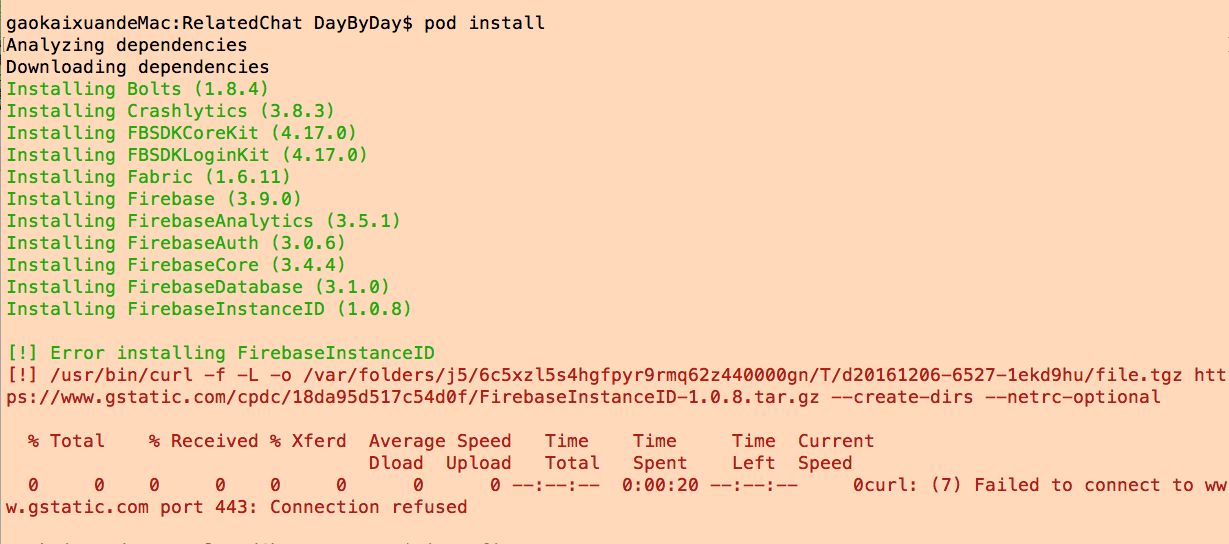 gaokaixuandeMac:RelatedChat DayByDay$ pod install
Analyzing dependencies
Downloading dependencies
Installing Bolts (1.8.4)
Installing Crashlytics (3.8.3)
Installing FBSDKCoreKit (4.17.0)
Installing FBSDKLoginKit (4.17.0)
Installing Fabric (1.6.11)
Installing Firebase (3.9.0)
Installing FirebaseAnalytics (3.5.1)
Installing FirebaseAuth (3.0.6)
Installing FirebaseCore (3.4.4)
Installing FirebaseDatabase (3.1.0)
Installing FirebaseInstanceID (1.0.8)
[!] Error installing FirebaseInstanceID
[!] /usr/bin/curl -f -L -o /var/folders/j5/6c5xzl5s4hgfpyr9rmq62z440000gn/T/d20161206-6527-1ekd9hu/file.tgz htt
ps://www.gstatic.com/cpdc/18da95d517c54d0f/FirebaseInstanceID-1.0.8.tar.gz --create-dirs --netrc-optional
% Total % Received % Xferd Average Speed Time Time Time Current
Dload Upload Total Spent Left Speed
0 0 0 0 0 0 0 0 --:--:-- 0:00:20 --:--:-- 0curl: (7) Failed to connect to ww
w.gstatic.com port 443: Connection refused